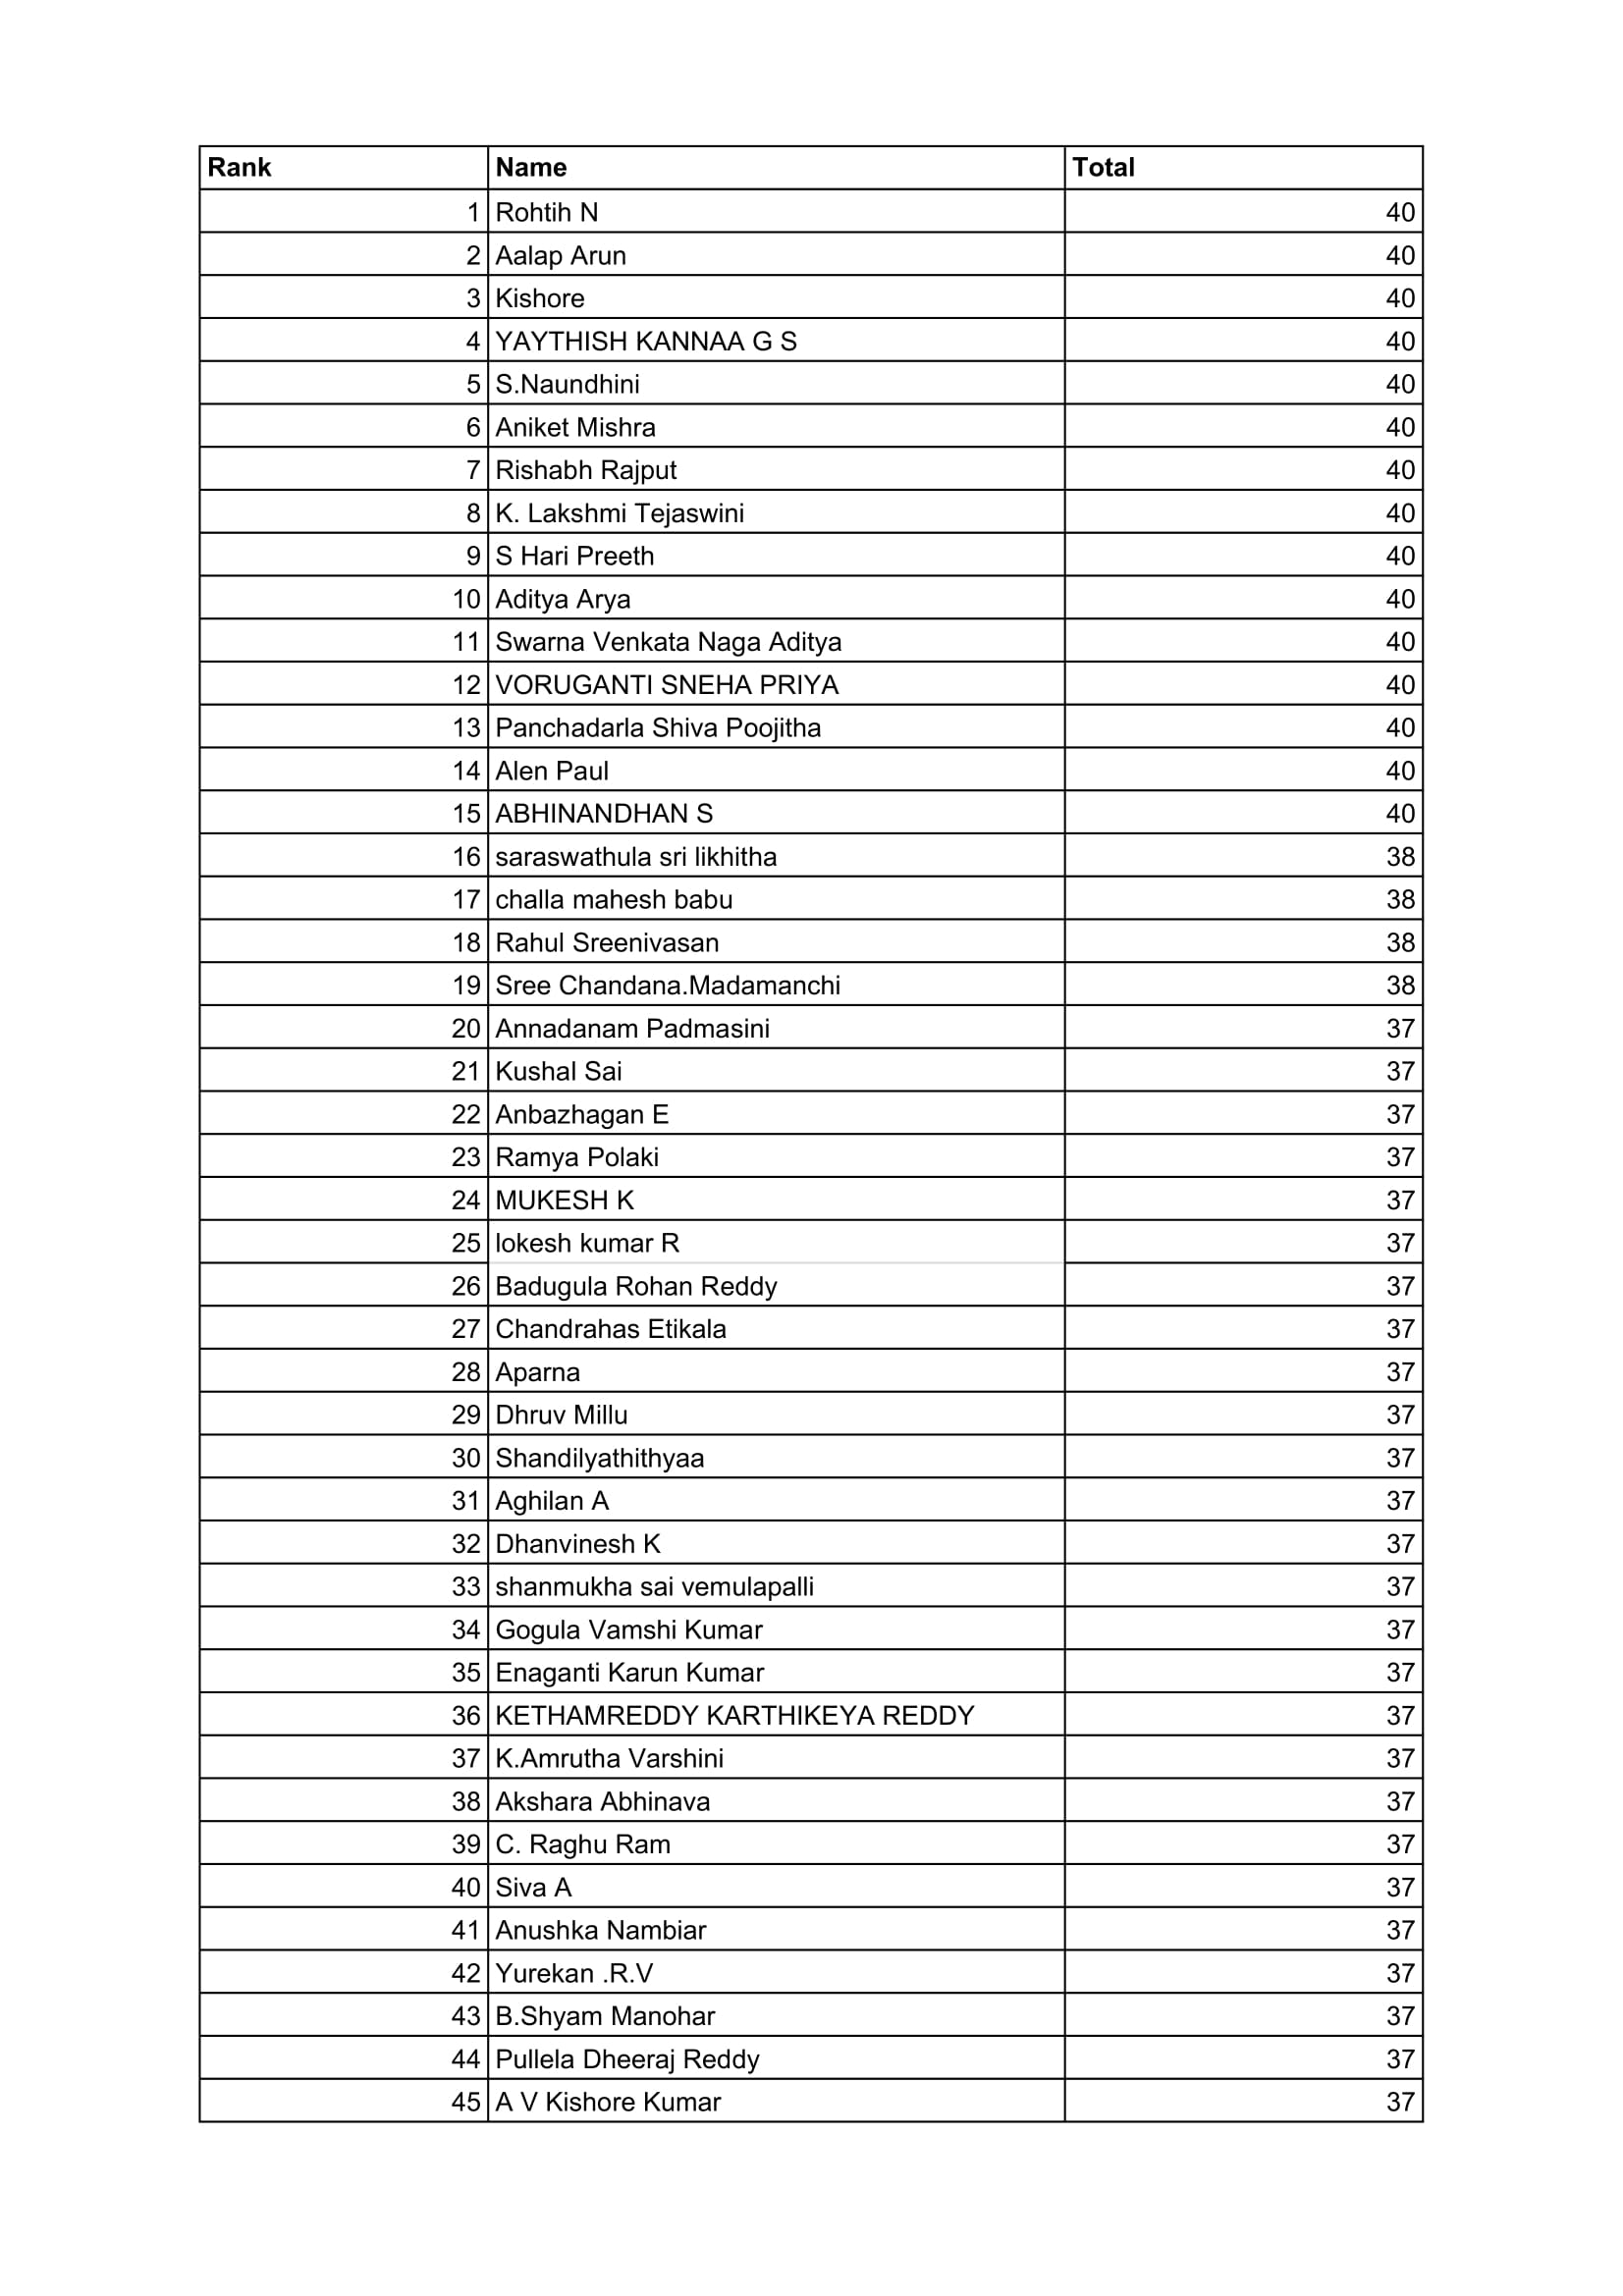 Rank Name Total
1 Rohtih N 40
2 Aalap Arun 40
3 Kishore 40
4 YAYTHISH KANNAA G S 40
5 S.Naundhini 40
6 Aniket Mishra 40
7 Rishabh Rajput 40
8 K. Lakshmi Tejaswini 40
9 S Hari Preeth 40
10 Aditya Arya 40
11 Swarna Venkata Naga Aditya 40
12 VORUGANTI SNEHA PRIYA 40
13 Panchadarla Shiva Poojitha 40
14 Alen Paul 40
15 ABHINANDHAN S 40
16 saraswathula sri likhitha 38
17 challa mahesh babu 38
18 Rahul Sreenivasan 38
19 Sree Chandana.Madamanchi 38
20 Annadanam Padmasini 37
21 Kushal Sai 37
22 Anbazhagan E 37
23 Ramya Polaki 37
24 MUKESH K 37
25 lokesh kumar R 37
26 Badugula Rohan Reddy 37
27 Chandrahas Etikala 37
28 Aparna 37
29 Dhruv Millu 37
30 Shandilyathithyaa 37
31 Aghilan A 37
32 Dhanvinesh K 37
33 shanmukha sai vemulapalli 37
34 Gogula Vamshi Kumar 37
35 Enaganti Karun Kumar 37
36 KETHAMREDDY KARTHIKEYA REDDY 37
37 K.Amrutha Varshini 37
38 Akshara Abhinava 37
39 C. Raghu Ram 37
40 Siva A 37
41 Anushka Nambiar 37
42 Yurekan .R.V 37
43 B.Shyam Manohar 37
44 Pullela Dheeraj Reddy 37
45 A V Kishore Kumar 37